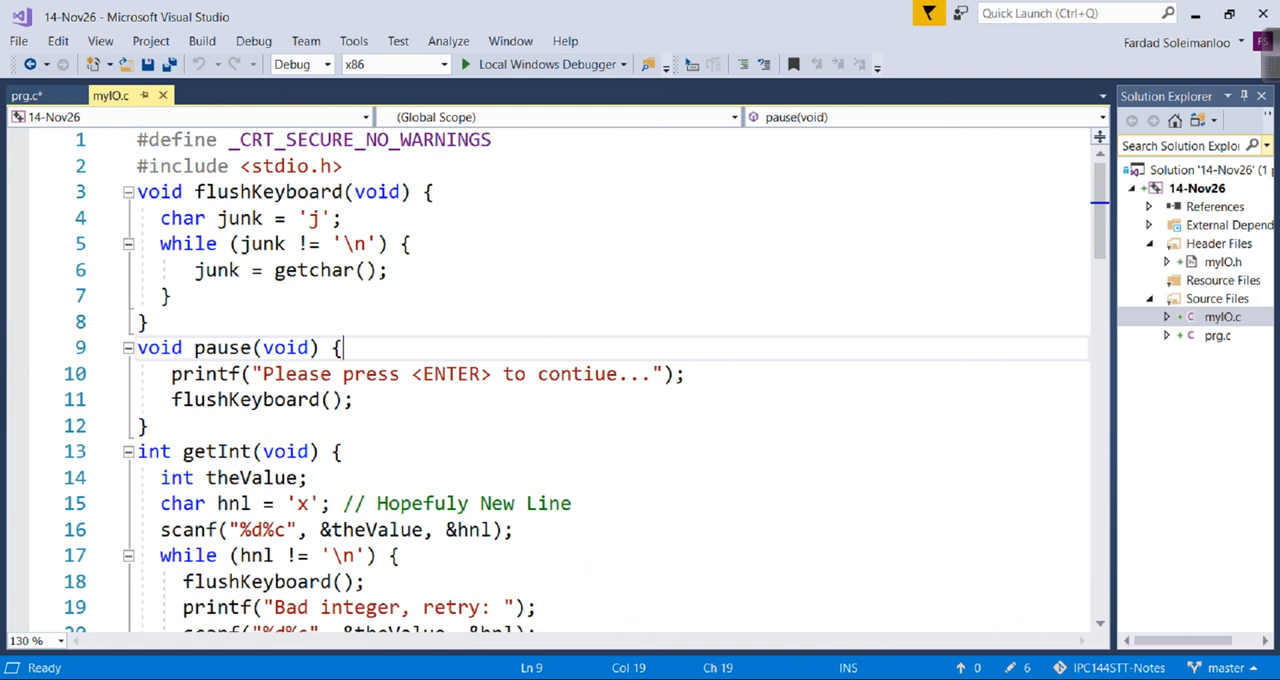 14-Nov26 - Microsoft Visual Studio
Quick Launch (Ctrl+Q)
File Edit View Project Build Debug Team Tools Test Analyze Window Help
Fardad Soleimanloo
FS
Debug x86 Local Windows Debugger
prg.c* myIO.c
14-Nov26 (Global Scope) pause(void)
1 #define _CRT_SECURE_NO_WARNINGS
2 #include <stdio.h>
3 void flushKeyboard(void) {
4 char junk = 'j';
5 while (junk != '\n') {
6 junk = getchar();
7 }
8 }
9 void pause(void) {
10 printf("Please press <ENTER> to contiue...");
11 flushKeyboard();
12 }
13 int getInt(void) {
14 int theValue;
15 char hnl = 'x'; // Hopefuly New Line
16 scanf("%d%c", &theValue, &hnl);
17 while (hnl != '\n') {
18 flushKeyboard();
19 printf("Bad integer, retry: ");
20 scanf("%d%c", &theValue, &hnl);
130 %
Solution Explorer
Search Solution Explor
Solution '14-Nov26' (1 p
14-Nov26
References
External Depend
Header Files
myIO.h
Resource Files
Source Files
myIO.c
prg.c
Ready Ln 9 Col 19 Ch 19 INS 0 6 IPC144STT-Notes master